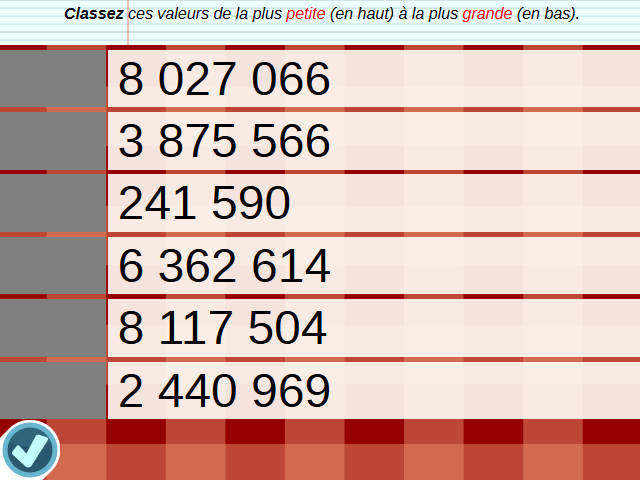 Classez ces valeurs de la plus petite (en haut) à la plus grande (en bas).
8 027 066
3 875 566
241 590
6 362 614
8 117 504
2 440 969